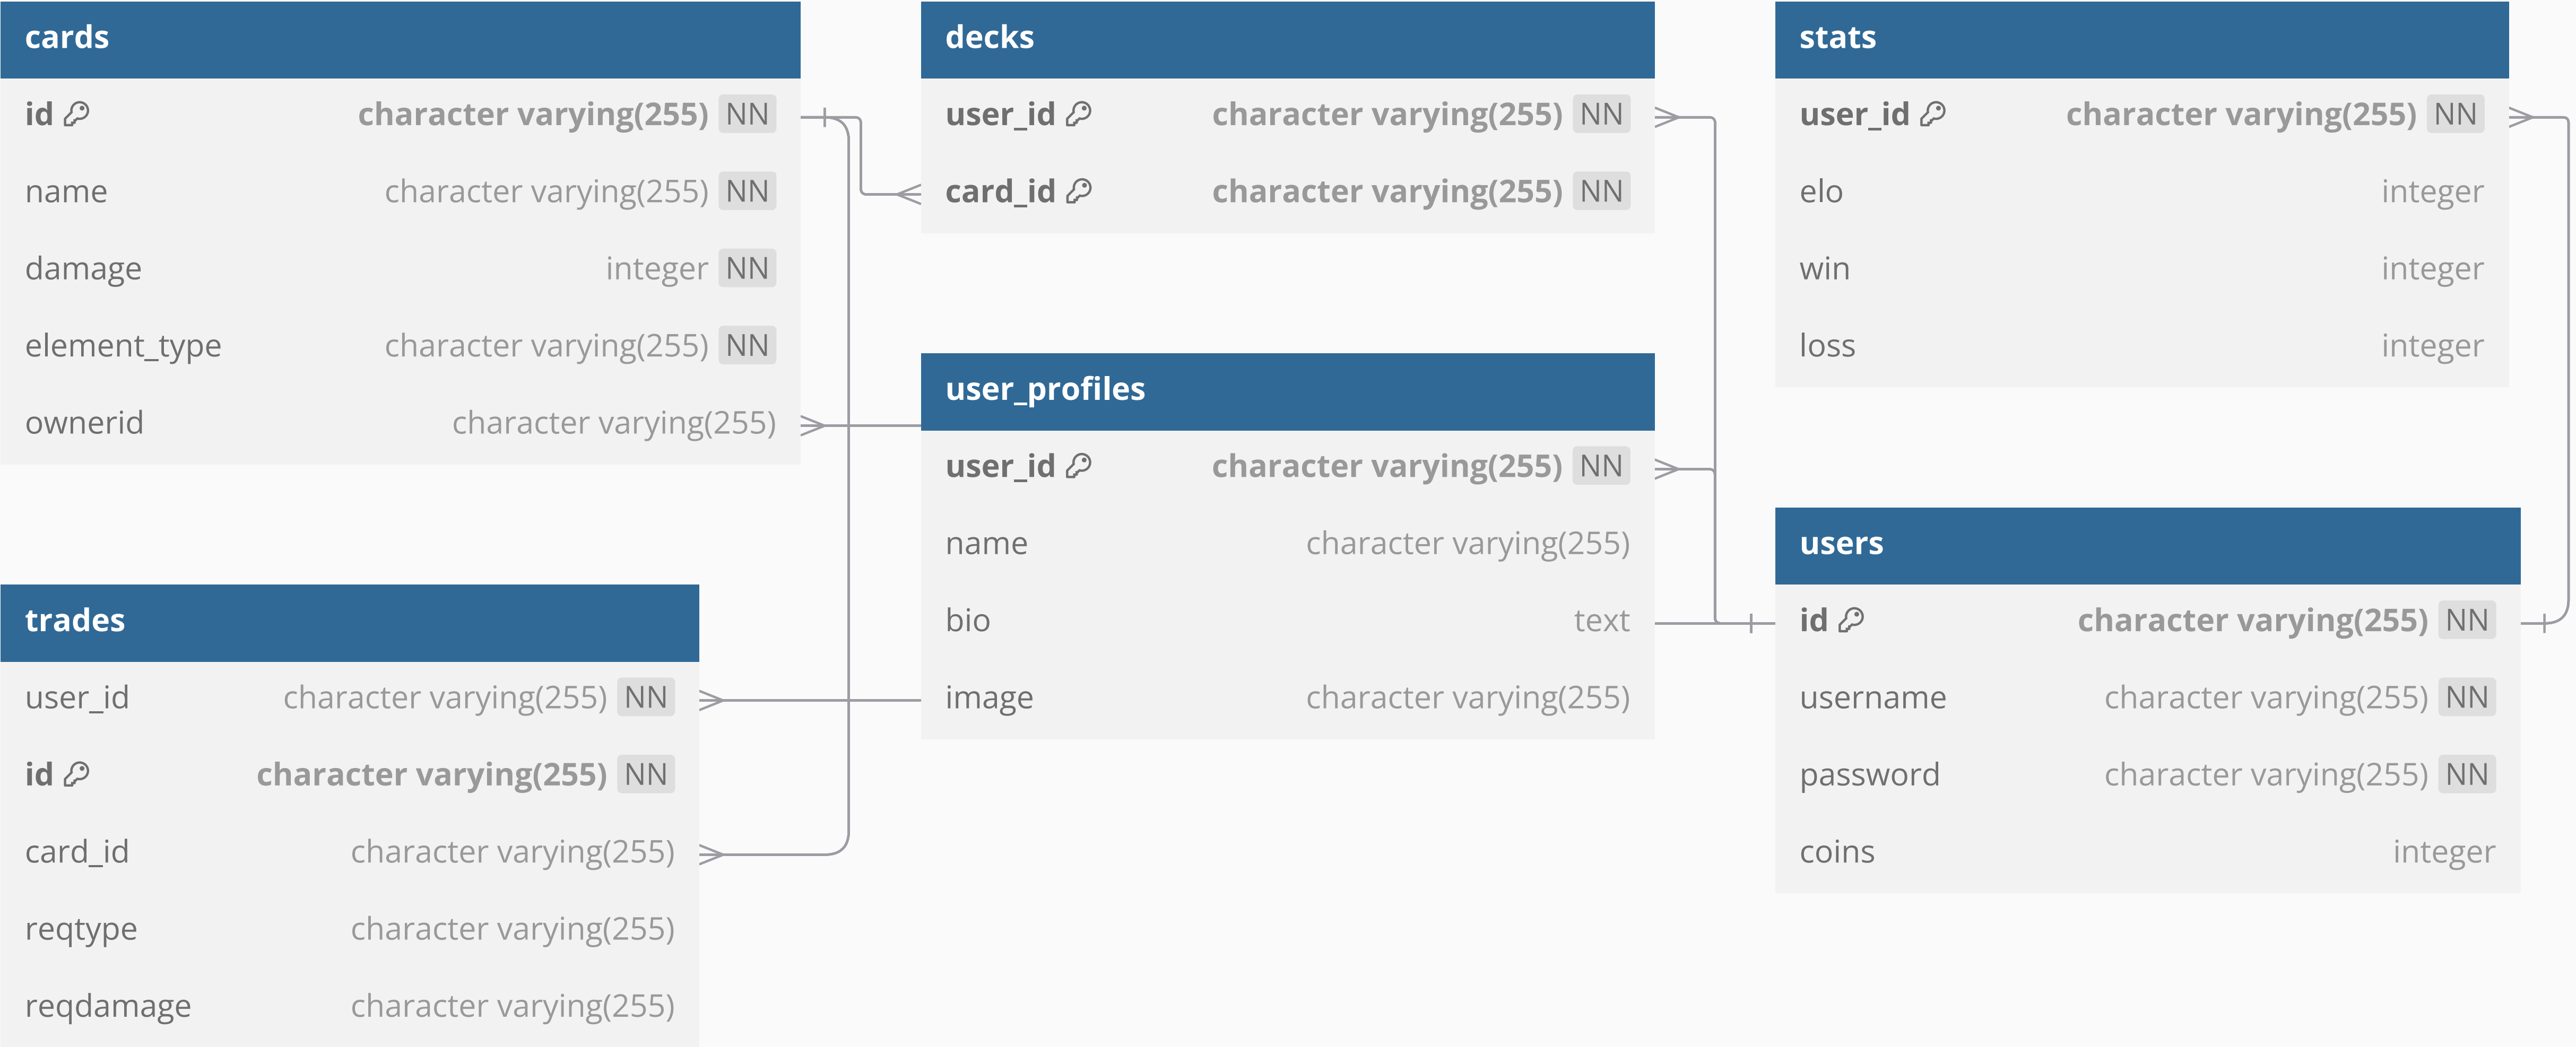 cards
id character varying(255) NN
name character varying(255) NN
damage integer NN
element_type character varying(255) NN
ownerid character varying(255)
decks
user_id character varying(255) NN
card_id character varying(255) NN
stats
user_id character varying(255) NN
elo integer
win integer
loss integer
user_profiles
user_id character varying(255) NN
name character varying(255)
bio text
image character varying(255)
users
id character varying(255) NN
username character varying(255) NN
password character varying(255) NN
coins integer
trades
user_id character varying(255) NN
id character varying(255) NN
card_id character varying(255)
reqtype character varying(255)
reqdamage character varying(255)